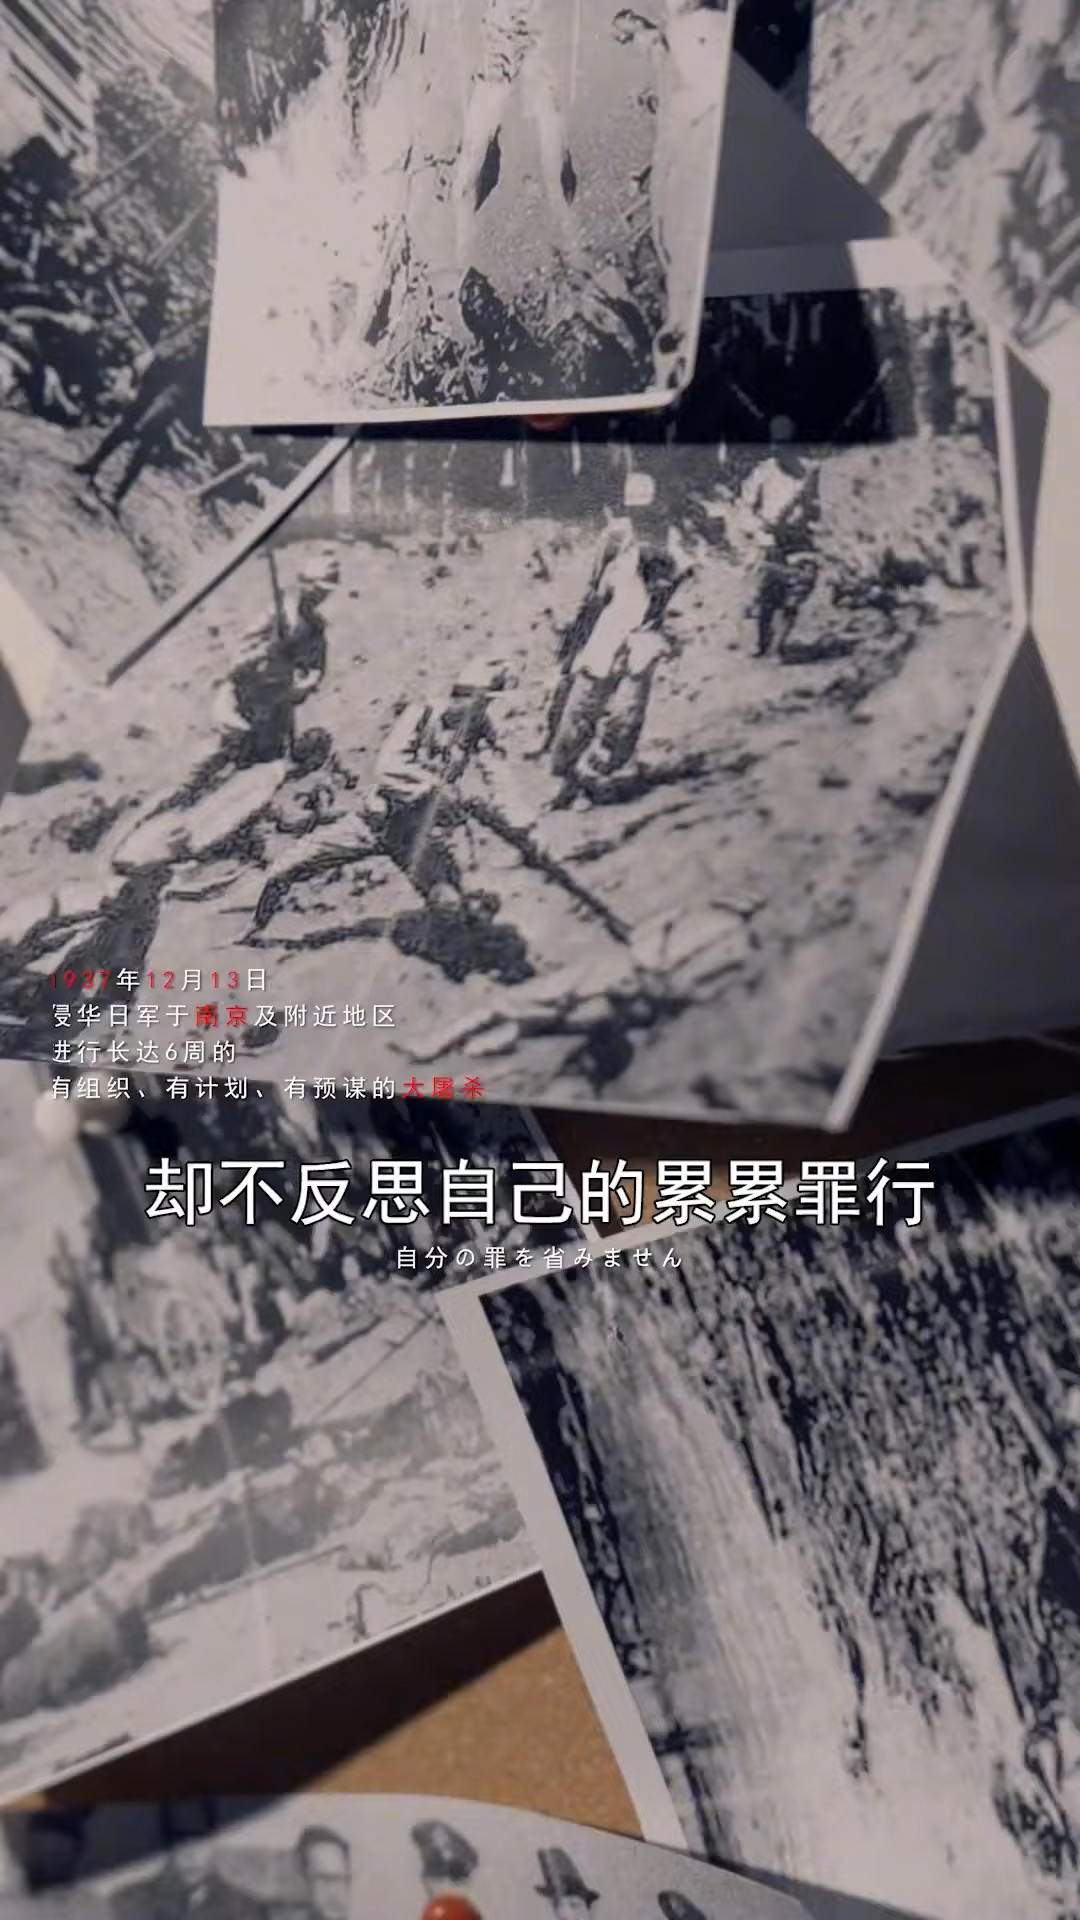 1937年12月13日
侵华日军于南京及附近地区
进行长达6周的
有组织、有计划、有预谋的大屠杀
却不反思自己的累累罪行
自分の罪を省みません